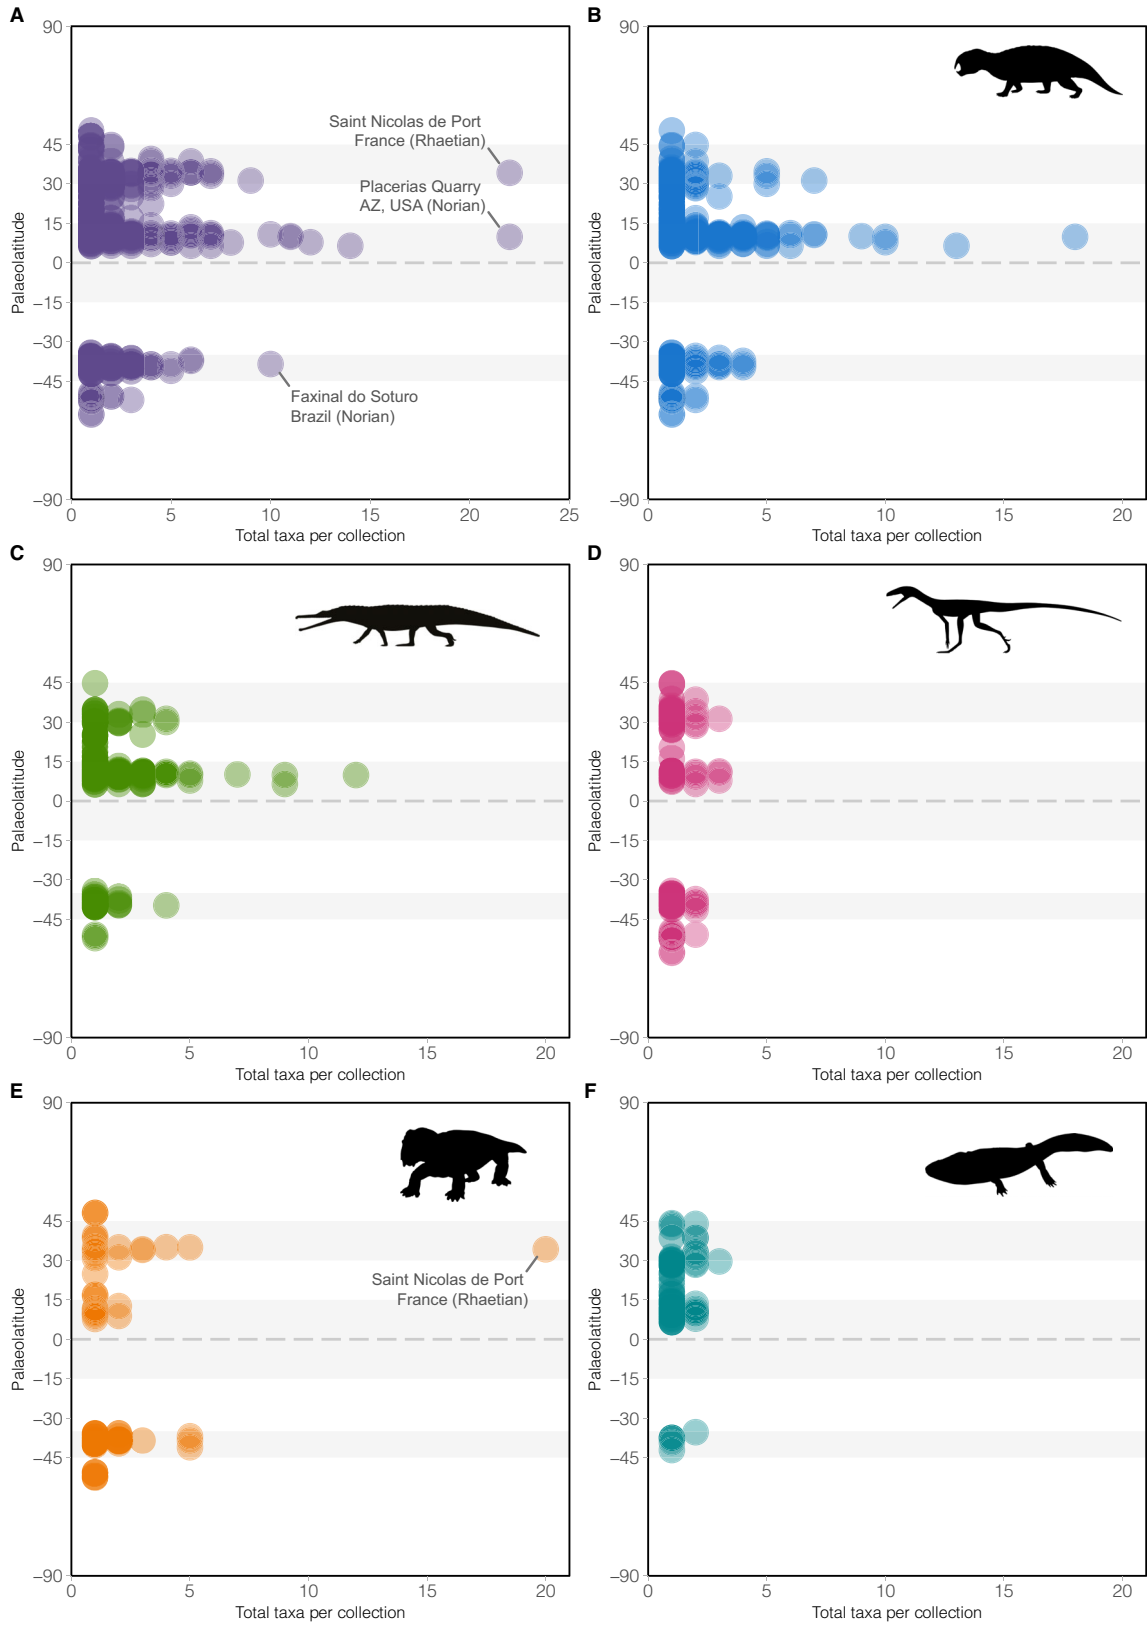 A
90
45
30
15
0
–15
–30
–45
–90
Palaeolatitude
Saint Nicolas de Port
France (Rhaetian)
Placerias Quarry
AZ, USA (Norian)
Faxinal do Soturo
Brazil (Norian)
0 5 10 15 20 25
Total taxa per collection
B
90
45
30
15
0
–15
–30
–45
–90
Palaeolatitude
0 5 10 15 20
Total taxa per collection
C
90
45
30
15
0
–15
–30
–45
–90
Palaeolatitude
0 5 10 15 20
Total taxa per collection
D
90
45
30
15
0
–15
–30
–45
–90
Palaeolatitude
0 5 10 15 20
Total taxa per collection
E
90
45
30
15
0
–15
–30
–45
–90
Palaeolatitude
Saint Nicolas de Port
France (Rhaetian)
0 5 10 15 20
Total taxa per collection
F
90
45
30
15
0
–15
–30
–45
–90
Palaeolatitude
0 5 10 15 20
Total taxa per collection